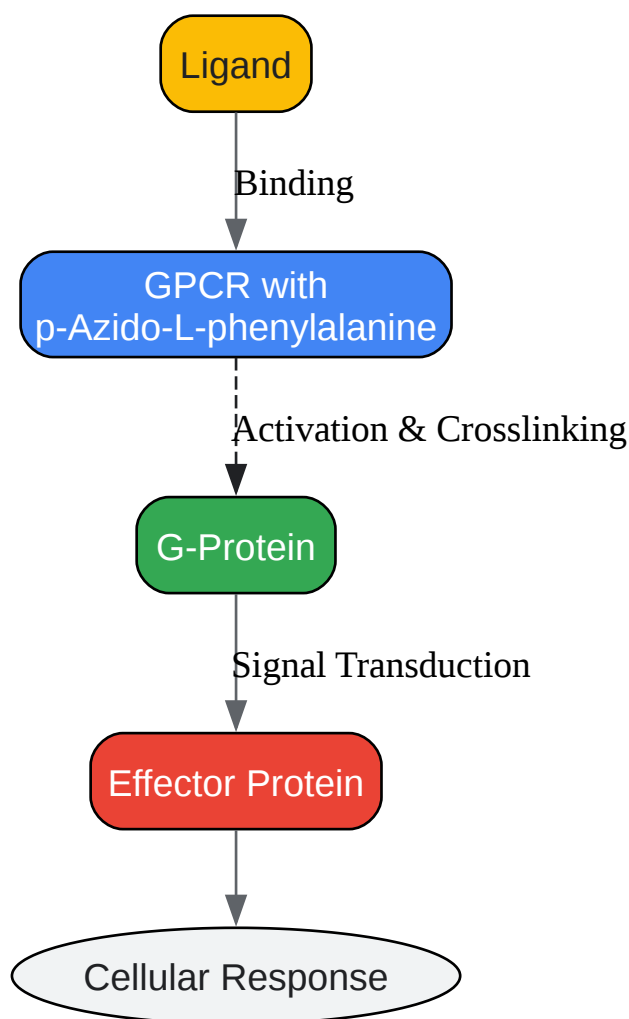 Ligand
Binding
GPCR with
p-Azido-L-phenylalanine
Activation & Crosslinking
G-Protein
Signal Transduction
Effector Protein
Cellular Response